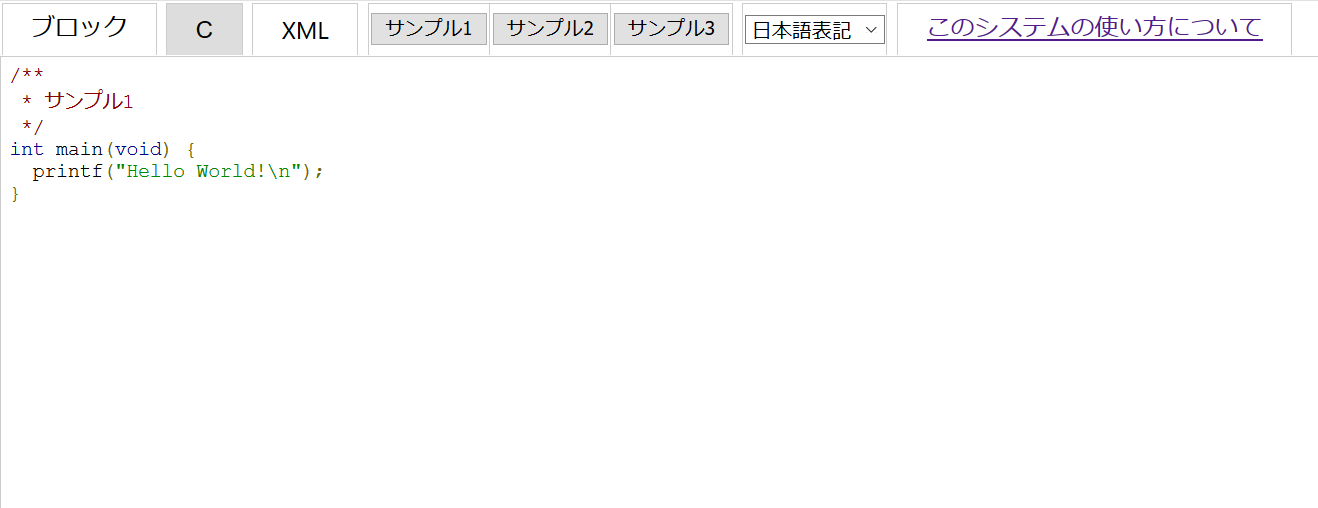 ブロック C XML サンプル1 サンプル2 サンプル3 日本語表記 このシステムの使い方について
/**
 * サンプル1
 */
int main(void) {
  printf("Hello World!\n");
}